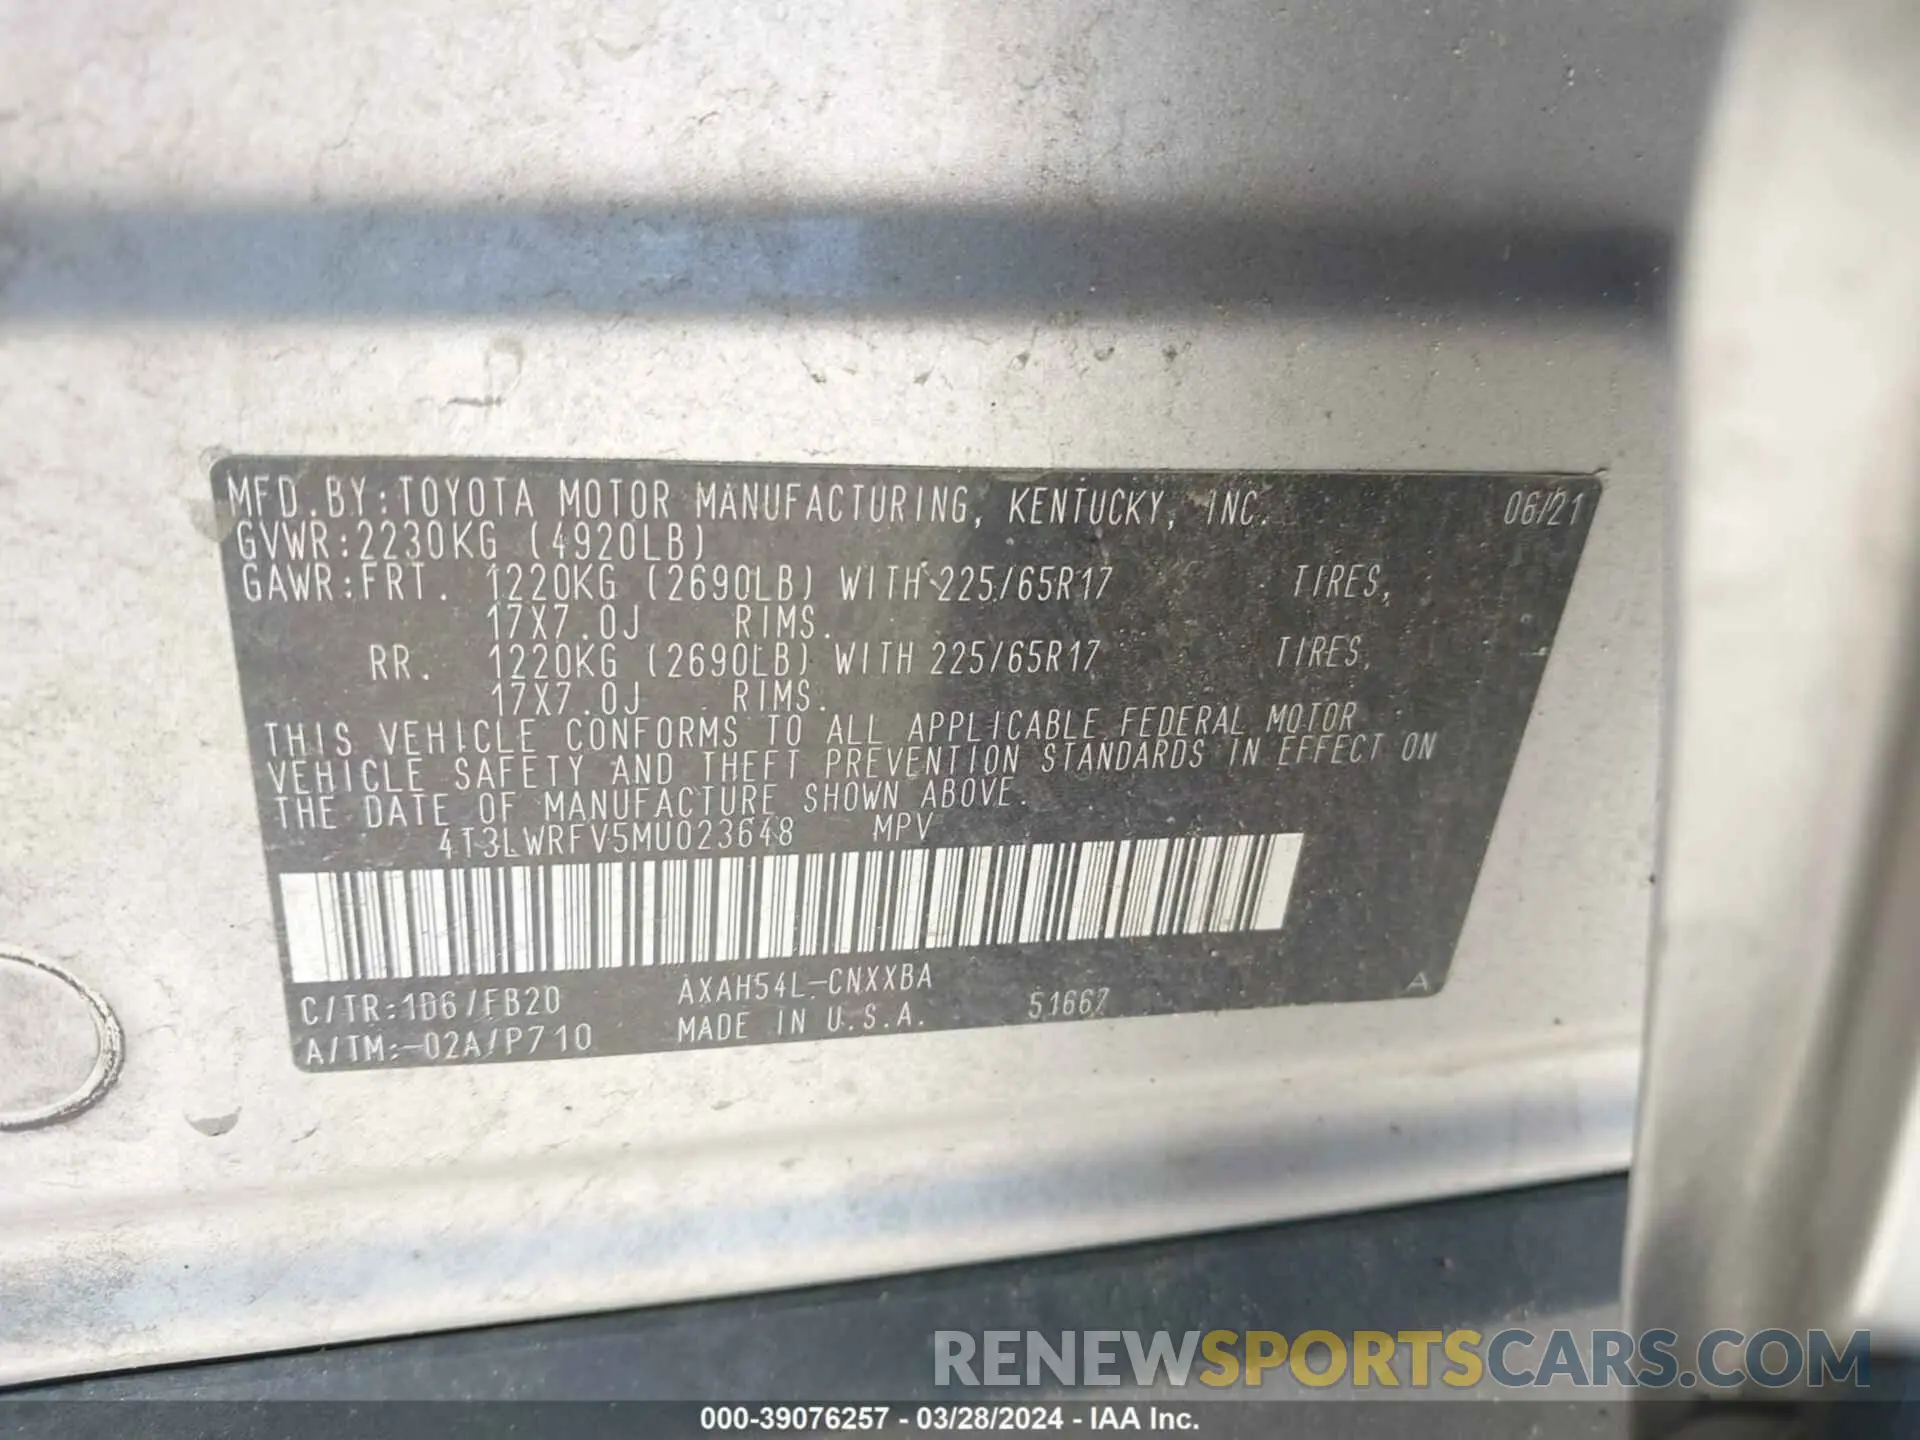 MFD.BY:TOYOTA MOTOR MANUFACTURING, KENTUCKY, INC. 06/21
GVWR:2230KG (4920LB)
GAWR:FRT. 1220KG (2690LB) WITH 225/65R17 TIRES,
17X7.0J RIMS.
RR. 1220KG (2690LB) WITH 225/65R17 TIRES,
17X7.0J RIMS.
THIS VEHICLE CONFORMS TO ALL APPLICABLE FEDERAL MOTOR
VEHICLE SAFETY AND THEFT PREVENTION STANDARDS IN EFFECT ON
THE DATE OF MANUFACTURE SHOWN ABOVE.
4T3LWRFV5MU023648 MPV
C/TR:1D6/FB20 AXAH54L-CNXXBA A
A/TM:-02A/P710 MADE IN U.S.A. 51667
RENEWSPORTSCARS.COM
000-39076257 - 03/28/2024 - IAA Inc.